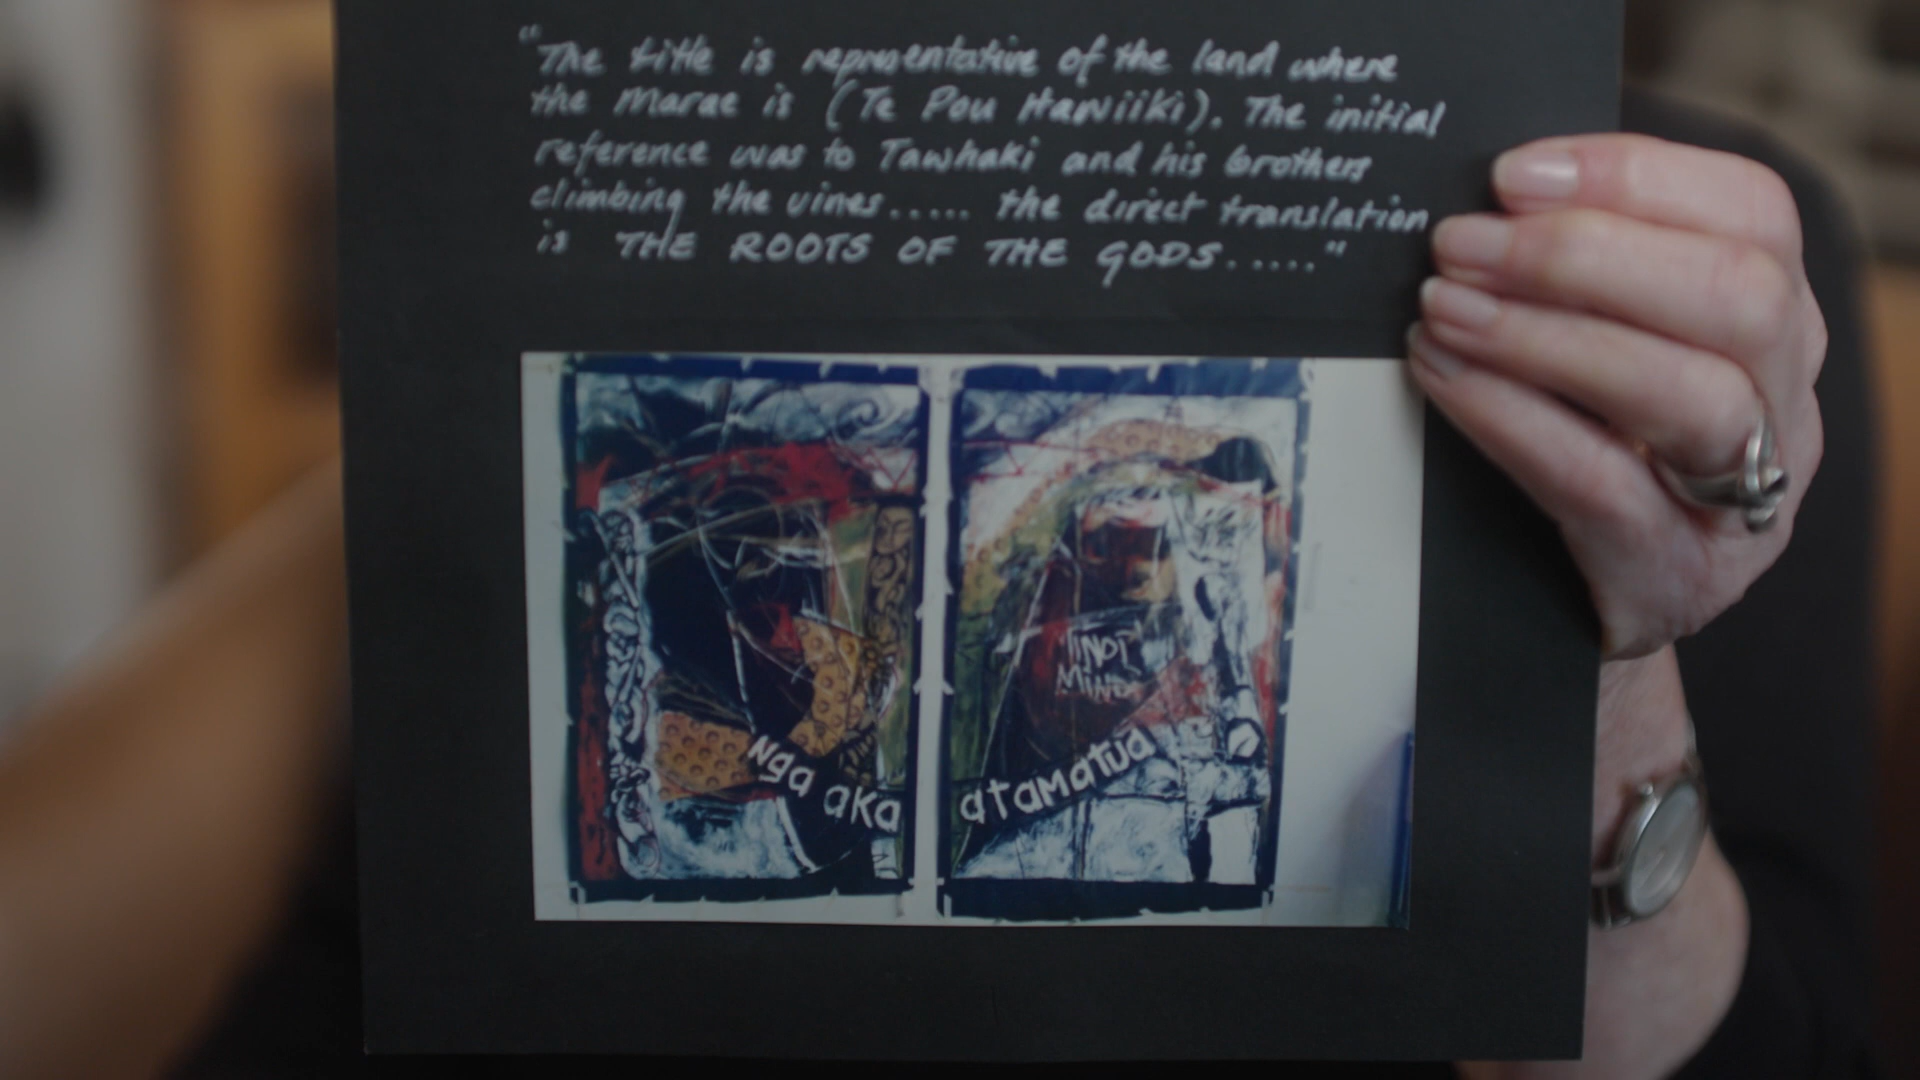 "The title is representative of the land where
the Marae is (Te Pou Hawiiki). The initial
reference was to Tawhaki and his brothers
climbing the vines..... the direct translation
is THE ROOTS OF THE GODS....."
Nga aka
atamatua